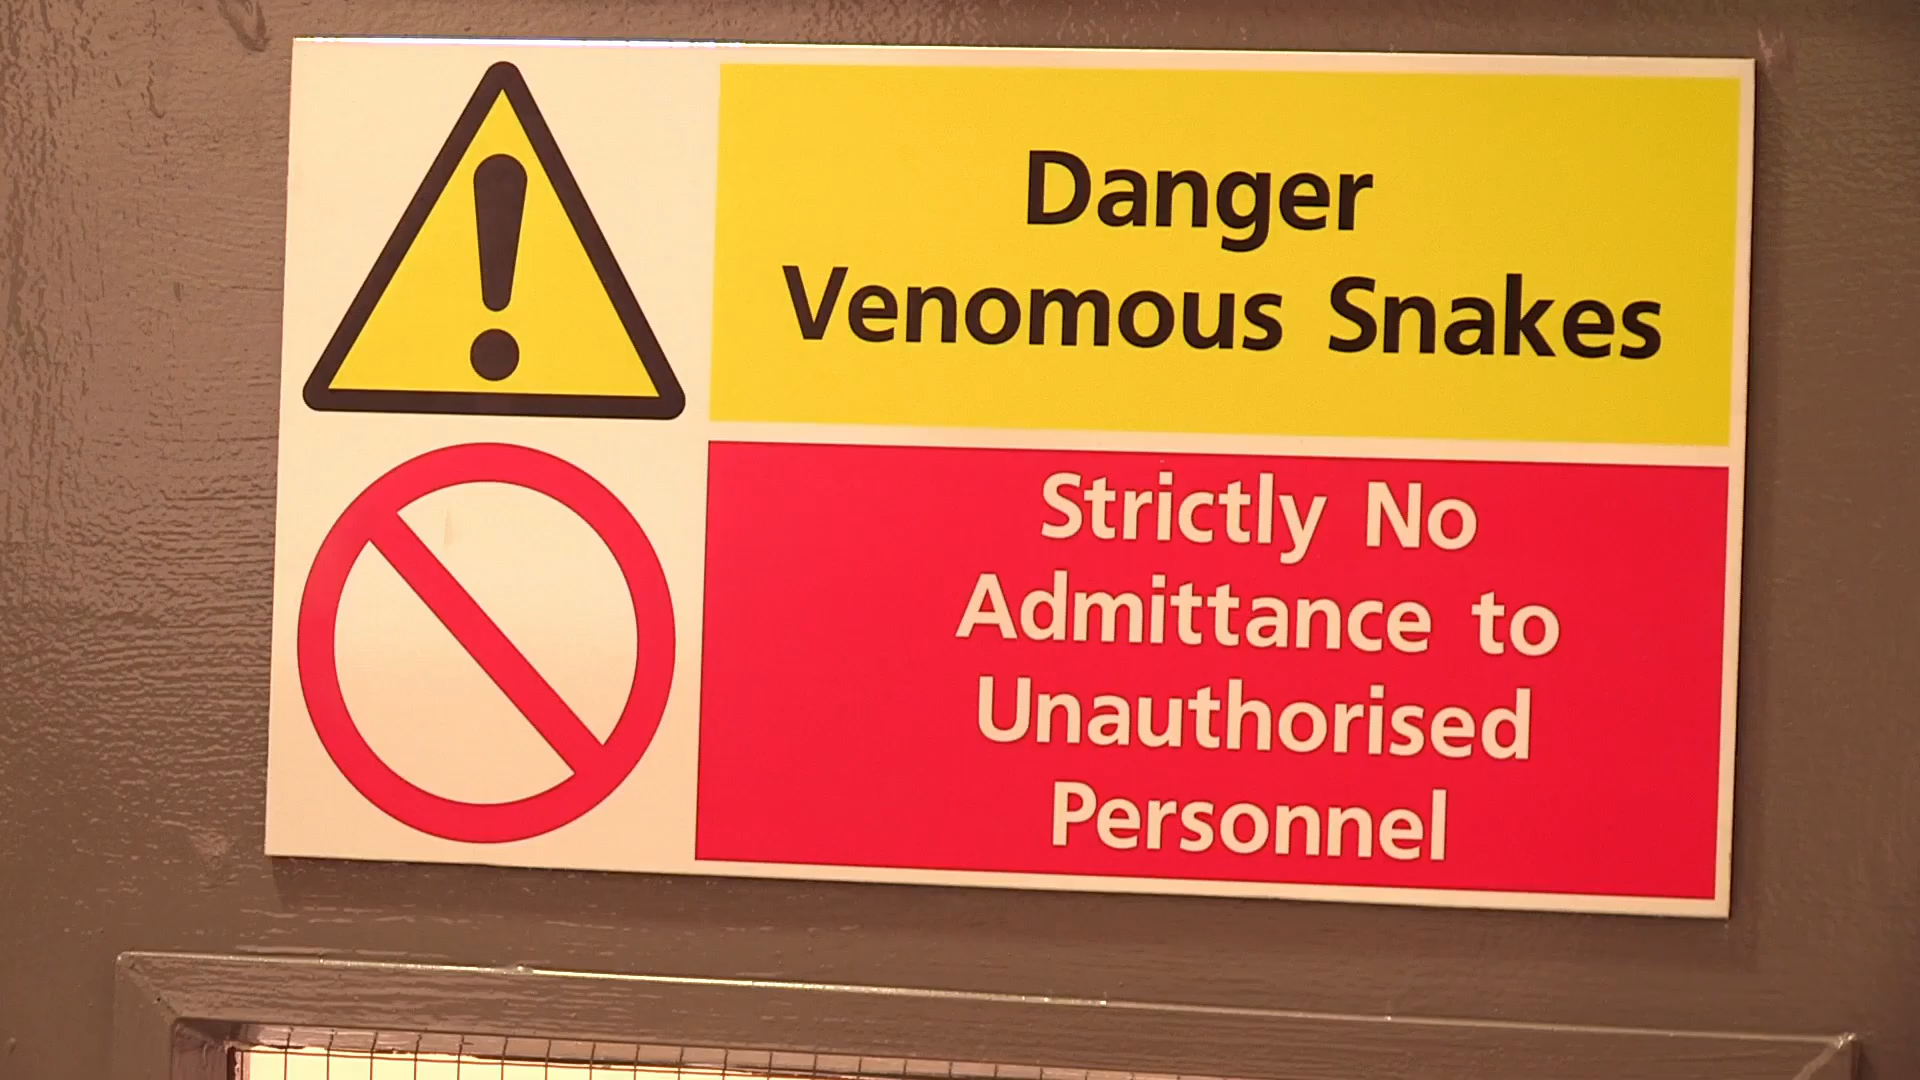 Danger
Venomous Snakes
Strictly No
Admittance to
Unauthorised
Personnel